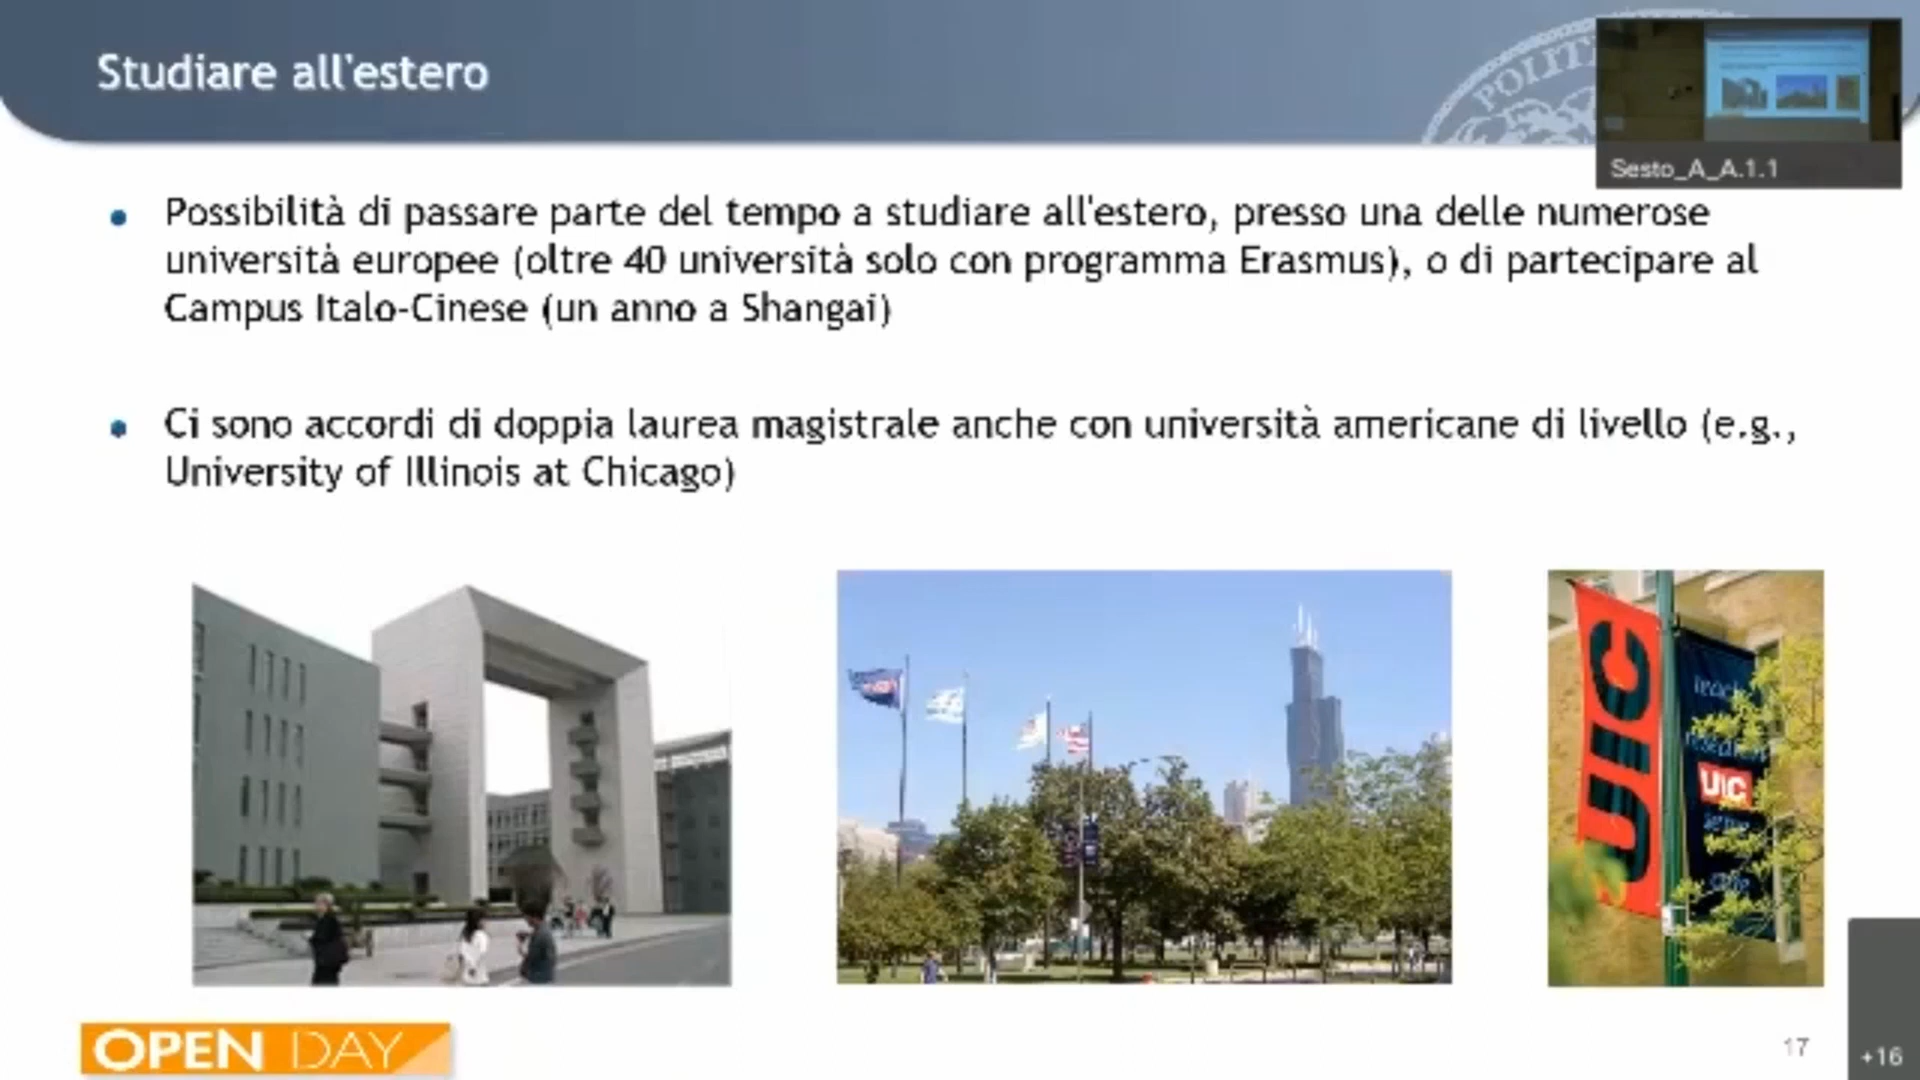 Studiare all'estero
POLITE
Sesto_A_A.1.1
Possibilità di passare parte del tempo a studiare all'estero, presso una delle numerose
università europee (oltre 40 università solo con programma Erasmus), o di partecipare al
Campus Italo-Cinese (un anno a Shangai)
Ci sono accordi di doppia laurea magistrale anche con università americane di livello (e.g.,
University of Illinois at Chicago)
UIC
UIC
OPEN DAY
17
+16